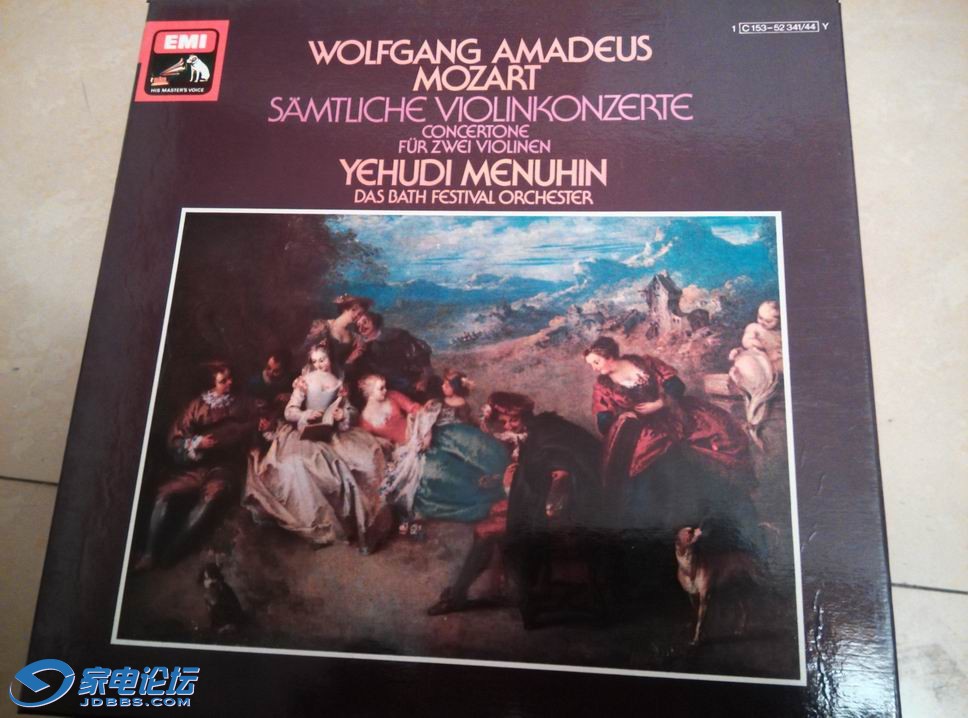 EMI
HIS MASTER'S VOICE
1 C 153-52 341/44 Y
WOLFGANG AMADEUS
MOZART
SÄMTLICHE VIOLINKONZERTE
CONCERTONE
FÜR ZWEI VIOLINEN
YEHUDI MENUHIN
DAS BATH FESTIVAL ORCHESTER
家电论坛
JDBBS.COM